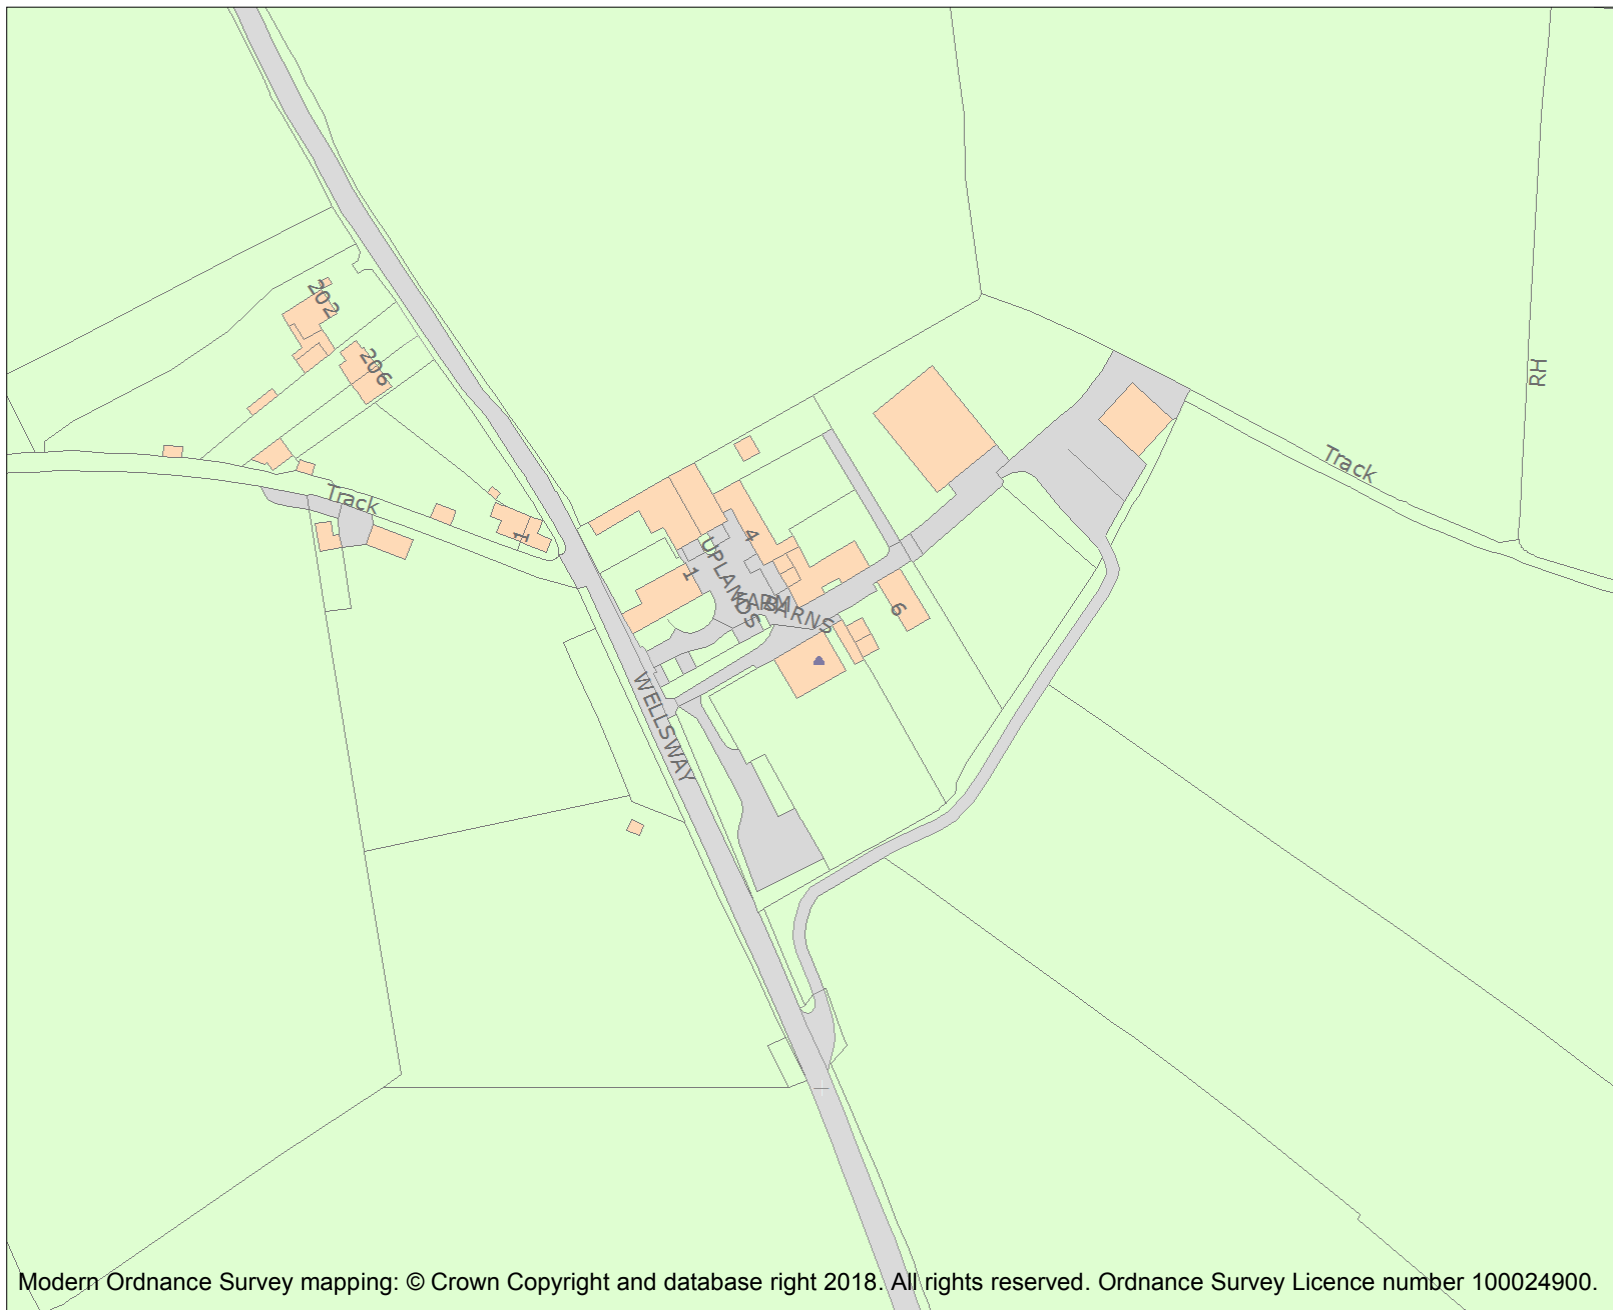 202
206
RH
Track
Track
1
4
UPLANDS
1
FARM
BARNS
6
WELLSWAY
Modern Ordnance Survey mapping: © Crown Copyright and database right 2018. All rights reserved. Ordnance Survey Licence number 100024900.